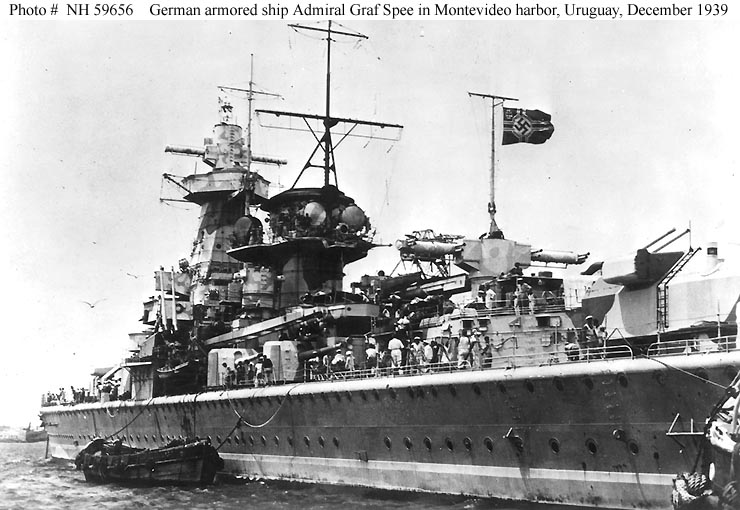 Photo # NH 59656 German armored ship Admiral Graf Spee in Montevideo harbor, Uruguay, December 1939